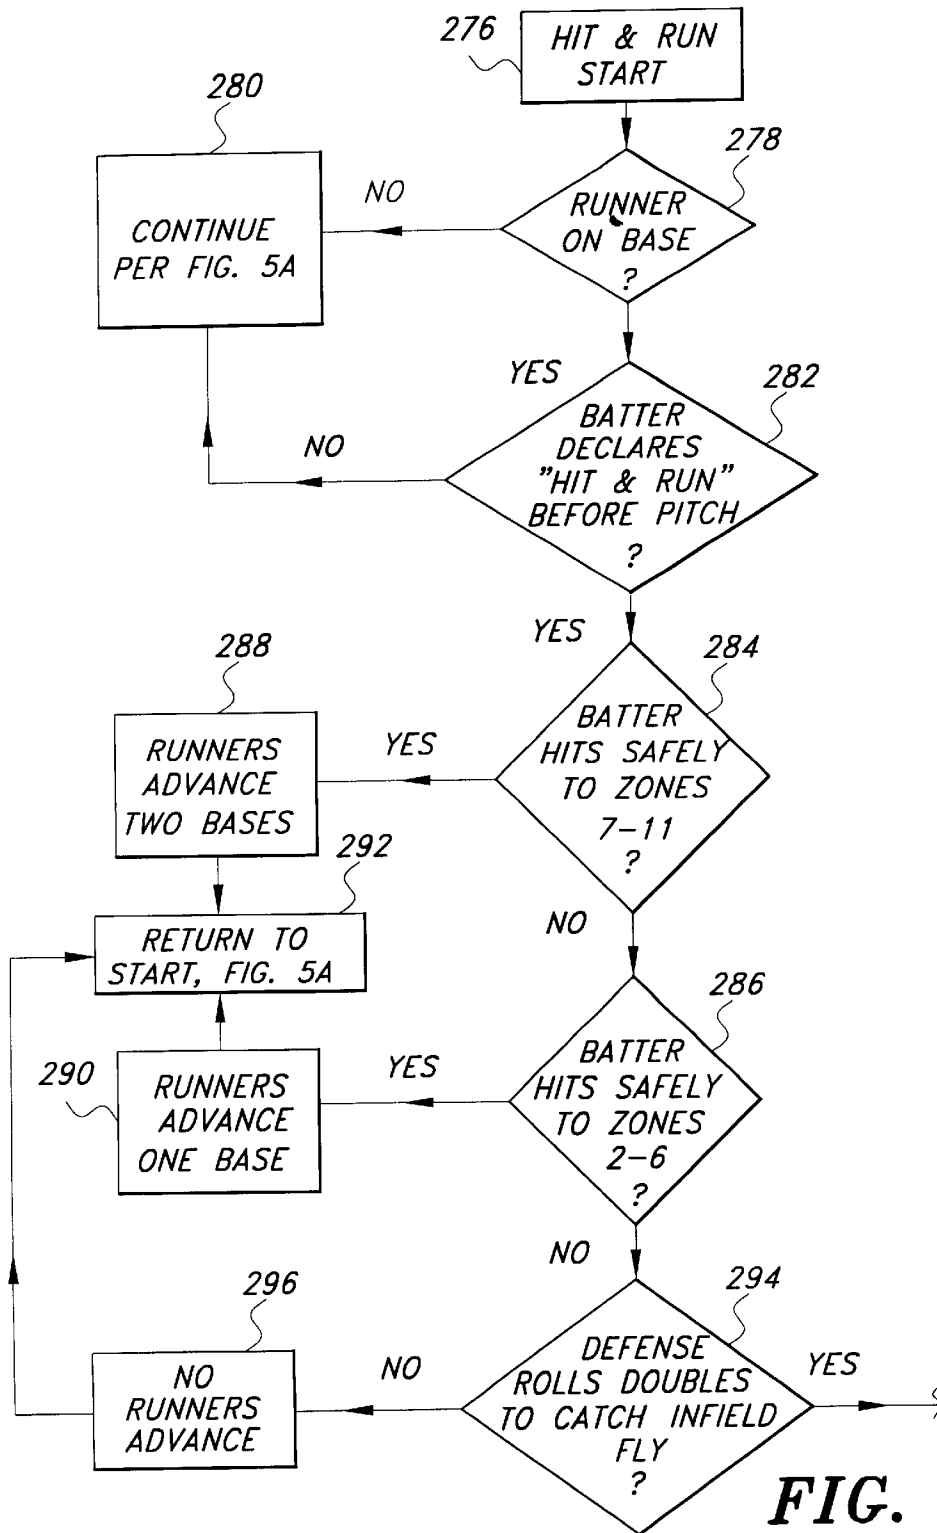 276
HIT & RUN
START
280
278
NO
RUNNER
ON BASE
?
CONTINUE
PER FIG. 5A
YES
282
NO
BATTER
DECLARES
"HIT & RUN"
BEFORE PITCH
?
YES
288
284
RUNNERS
ADVANCE
TWO BASES
YES
BATTER
HITS SAFELY
TO ZONES
7-11
?
292
NO
RETURN TO
START, FIG. 5A
286
290
RUNNERS
ADVANCE
ONE BASE
YES
BATTER
HITS SAFELY
TO ZONES
2-6
?
NO
296
294
NO
RUNNERS
ADVANCE
NO
DEFENSE
ROLLS DOUBLES
TO CATCH INFIELD
FLY
?
YES
FIG.